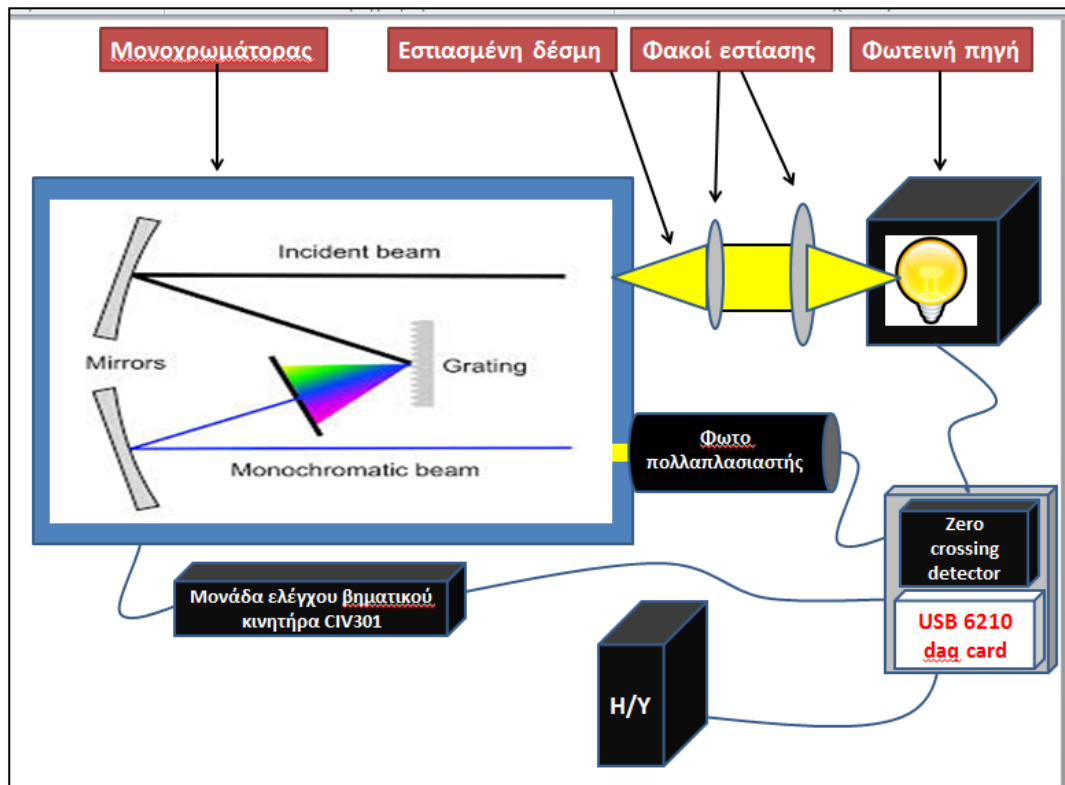 Μονοχρωμάτορας
Εστιασμένη δέσμη
Φακοί εστίασης
Φωτεινή πηγή
Incident beam
Mirrors
Grating
Monochromatic beam
Φωτο
πολλαπλασιαστής
Zero
crossing
detector
Μονάδα ελέγχου βηματικού
κινητήρα CIV301
USB 6210
daq card
Η/Υ